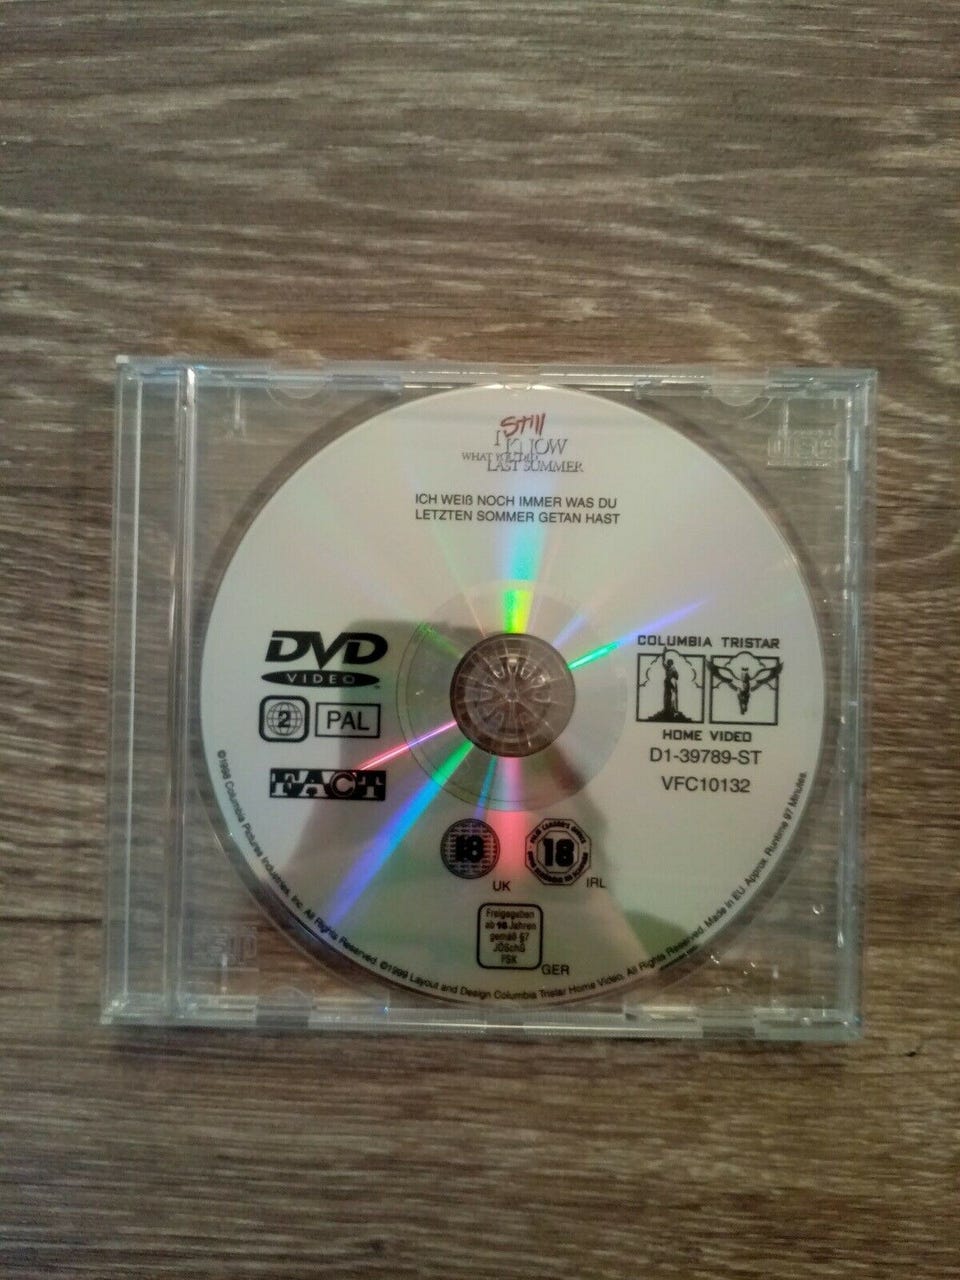 Still
I KNOW
WHAT YOU DID
LAST SUMMER
ICH WEIß NOCH IMMER WAS DU
LETZTEN SOMMER GETAN HAST
DVD
VIDEO
2 PAL
FACT
COLUMBIA TRISTAR
HOME VIDEO
D1-39789-ST
VFC10132
18
UK
18
IRL
Freigegeben
ab 16 Jahren
gemäß §7
JÖSchG
FSK
GER
©1998 Columbia Pictures Industries, Inc. All Rights Reserved. ©1999 Layout and Design Columbia Tristar Home Video. All Rights Reserved. Made in EU. Approx. Runtime 97 Minutes.
disc